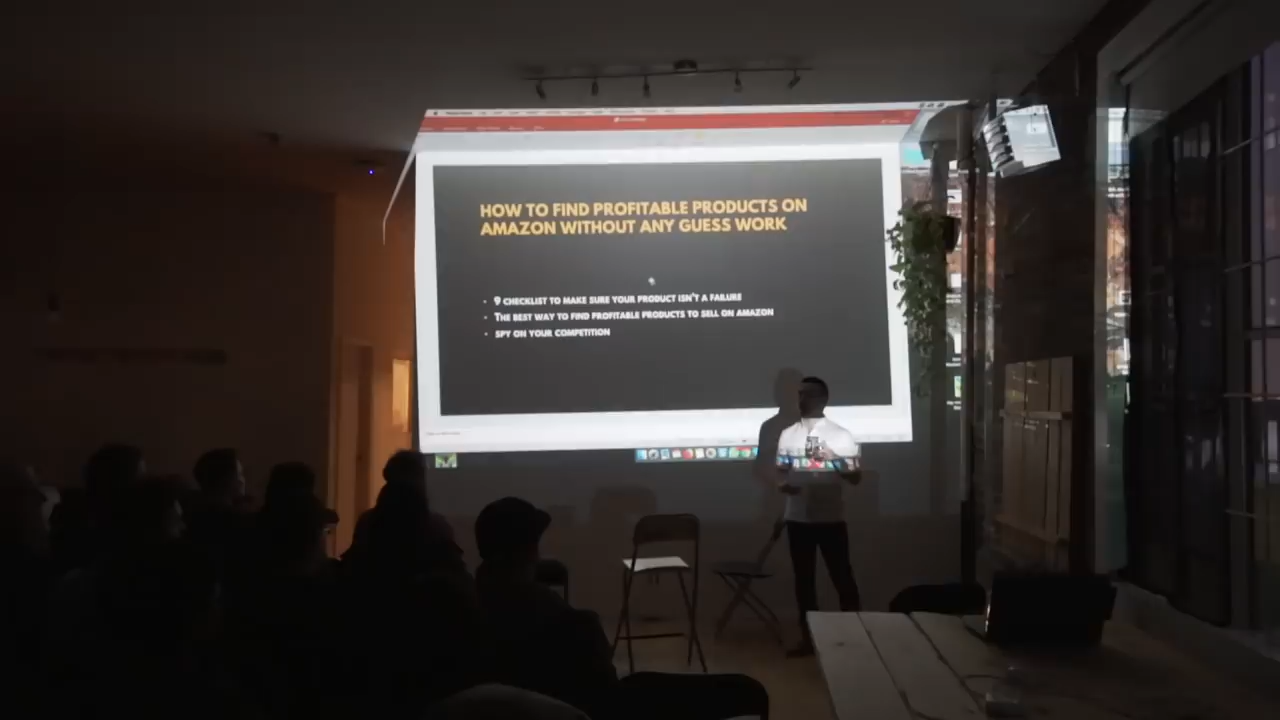 HOW TO FIND PROFITABLE PRODUCTS ON
AMAZON WITHOUT ANY GUESS WORK
• 9 CHECKLIST TO MAKE SURE YOUR PRODUCT ISN'T A FAILURE
• THE BEST WAY TO FIND PROFITABLE PRODUCTS TO SELL ON AMAZON
• SPY ON YOUR COMPETITION